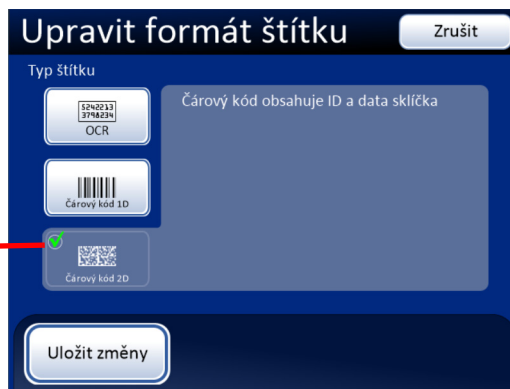 Upravit formát štítku
Zrušit
Typ štítku
5242213
3798234
OCR
Čárový kód obsahuje ID a data sklíčka
Čárový kód 1D
Čárový kód 2D
Uložit změny